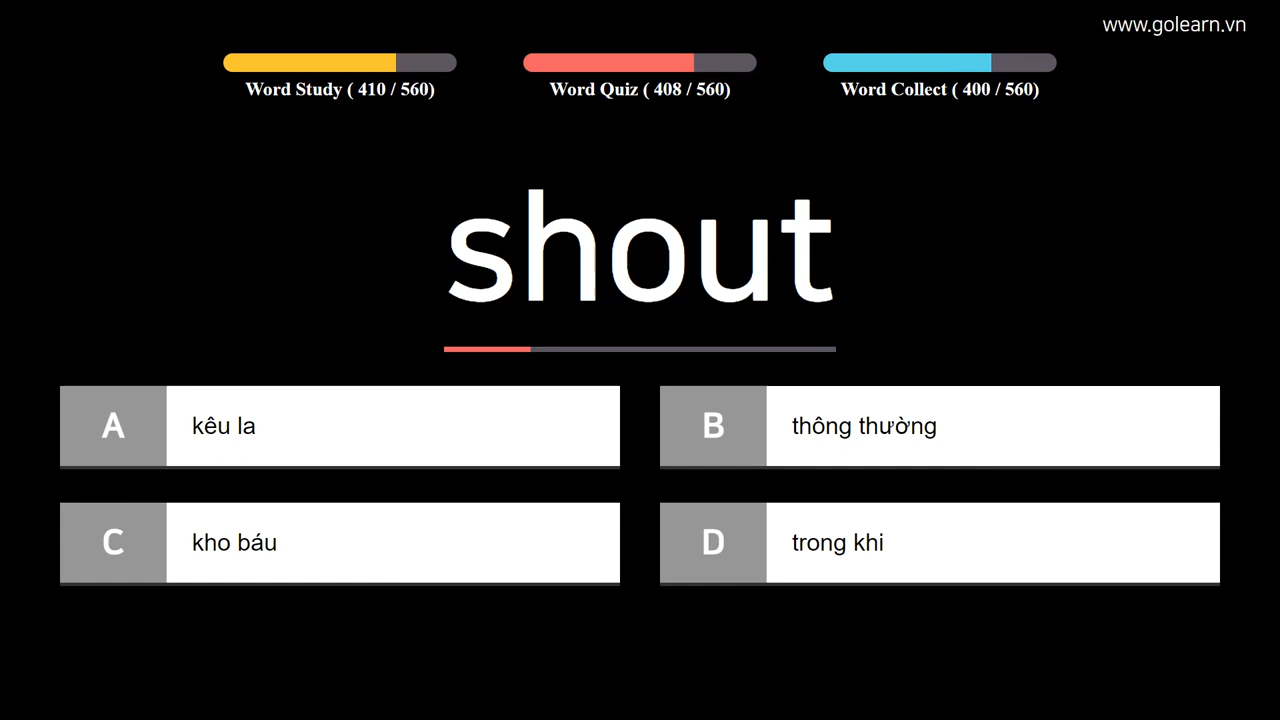 www.golearn.vn
Word Study ( 410 / 560)
Word Quiz ( 408 / 560)
Word Collect ( 400 / 560)
shout
A kêu la
B thông thường
C kho báu
D trong khi